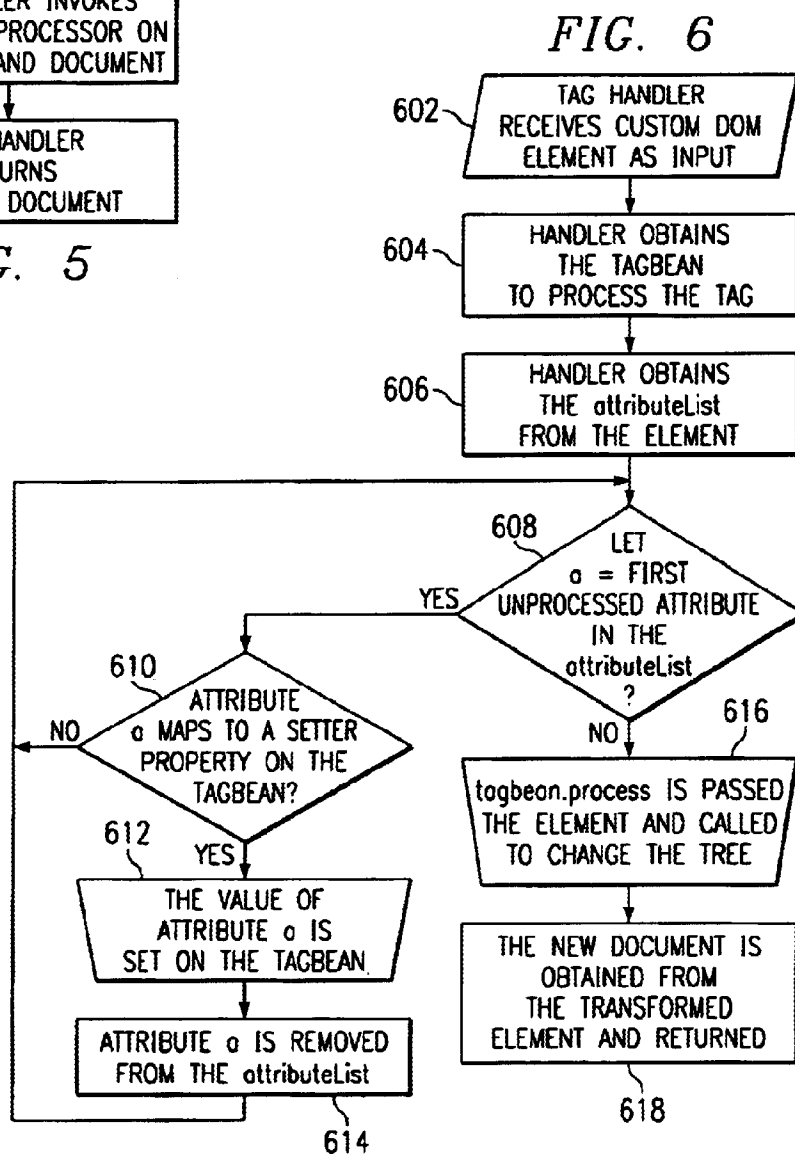 LER INVOKES
PROCESSOR ON
AND DOCUMENT
HANDLER
URNS
DOCUMENT
G. 5
FIG. 6
602
TAG HANDLER
RECEIVES CUSTOM DOM
ELEMENT AS INPUT
604
HANDLER OBTAINS
THE TAGBEAN
TO PROCESS THE TAG
606
HANDLER OBTAINS
THE attributeList
FROM THE ELEMENT
608
LET
a = FIRST
UNPROCESSED ATTRIBUTE
IN THE
attributeList
?
YES
NO
610
ATTRIBUTE
a MAPS TO A SETTER
PROPERTY ON THE
TAGBEAN?
NO
YES
612
THE VALUE OF
ATTRIBUTE a IS
SET ON THE TAGBEAN
ATTRIBUTE a IS REMOVED
FROM THE attributeList
614
616
tagbean.process IS PASSED
THE ELEMENT AND CALLED
TO CHANGE THE TREE
THE NEW DOCUMENT IS
OBTAINED FROM
THE TRANSFORMED
ELEMENT AND RETURNED
618